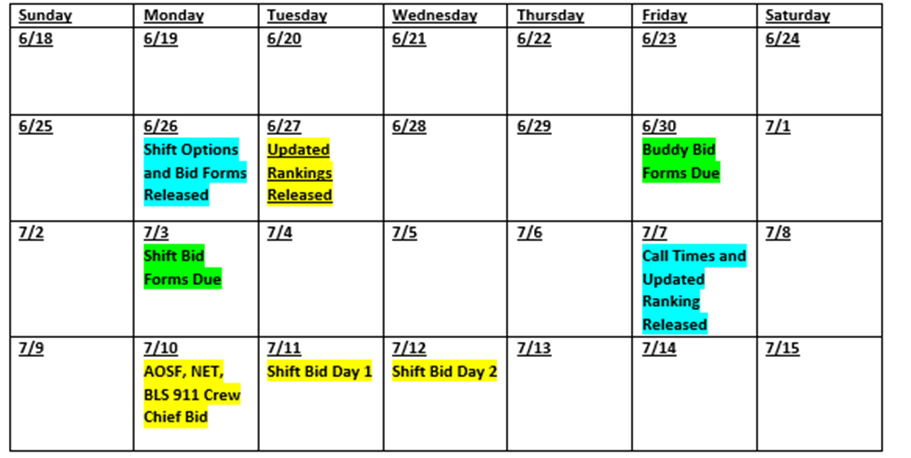 Sunday Monday Tuesday Wednesday Thursday Friday Saturday
6/18 6/19 6/20 6/21 6/22 6/23 6/24
6/25 6/26 6/27 6/28 6/29 6/30 7/1
Shift Options Updated Buddy Bid
and Bid Forms Rankings Forms Due
Released Released
7/2 7/3 7/4 7/5 7/6 7/7 7/8
Shift Bid Call Times and
Forms Due Updated
Ranking
Released
7/9 7/10 7/11 7/12 7/13 7/14 7/15
AOSF, NET, Shift Bid Day 1 Shift Bid Day 2
BLS 911 Crew
Chief Bid